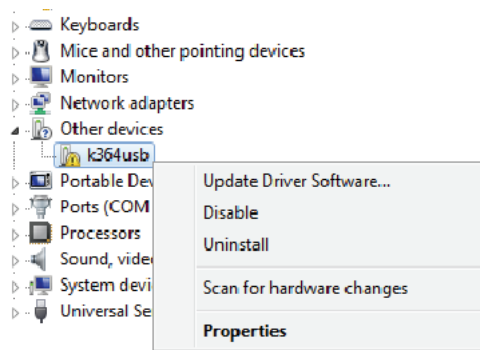 Keyboards
Mice and other pointing devices
Monitors
Network adapters
Other devices
k364usb
Portable Dev
Ports (COM
Processors
Sound, vide
System devi
Universal Se
Update Driver Software...
Disable
Uninstall
Scan for hardware changes
Properties